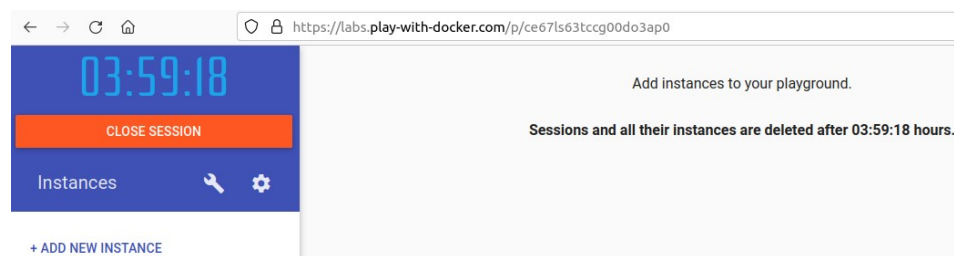 https://labs.play-with-docker.com/p/ce67ls63tccg00do3ap0
03:59:18
CLOSE SESSION
Instances
+ ADD NEW INSTANCE
Add instances to your playground.
Sessions and all their instances are deleted after 03:59:18 hours.